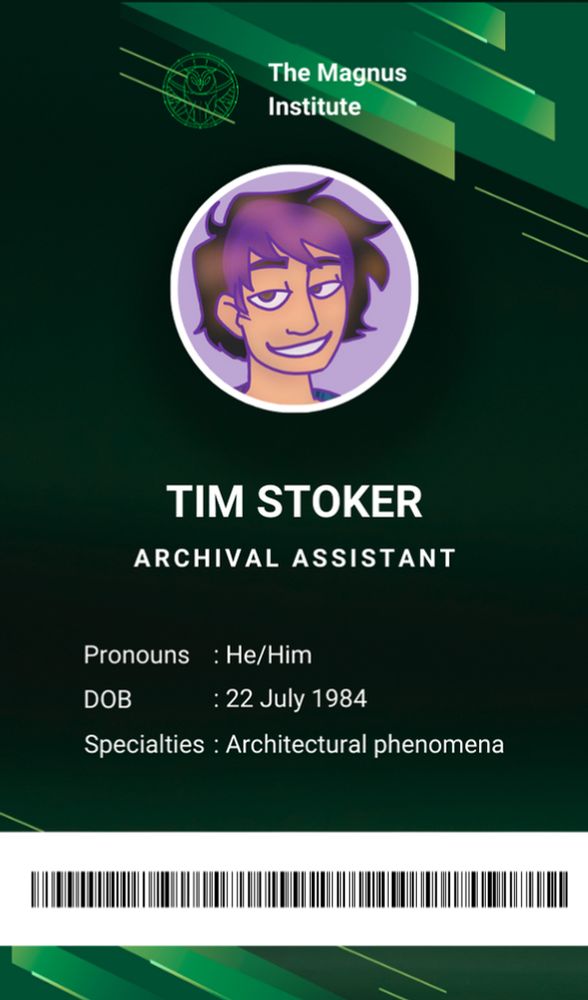 The Magnus
Institute
TIM STOKER
ARCHIVAL ASSISTANT
Pronouns : He/Him
DOB : 22 July 1984
Specialties : Architectural phenomena